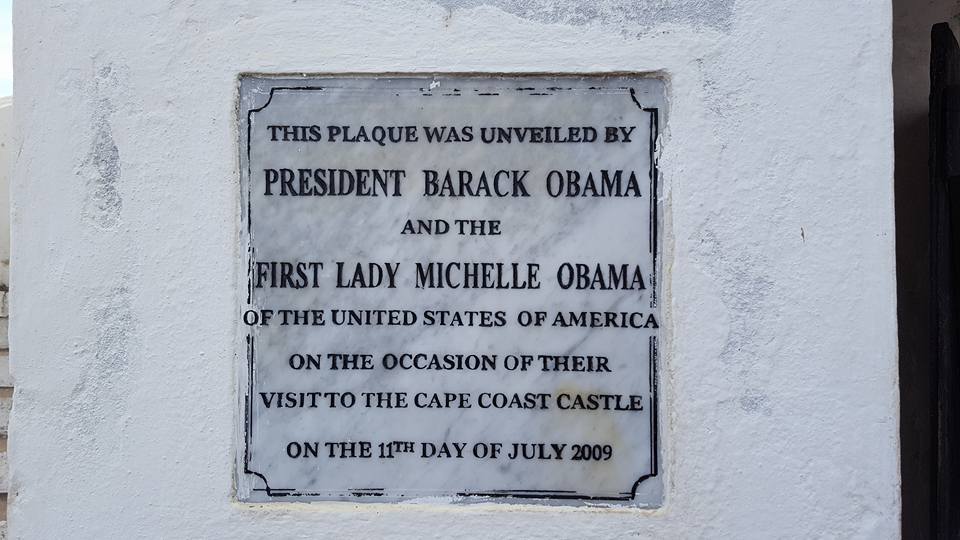 THIS PLAQUE WAS UNVEILED BY
PRESIDENT BARACK OBAMA
AND THE
FIRST LADY MICHELLE OBAMA
OF THE UNITED STATES OF AMERICA
ON THE OCCASION OF THEIR
VISIT TO THE CAPE COAST CASTLE
ON THE 11TH DAY OF JULY 2009